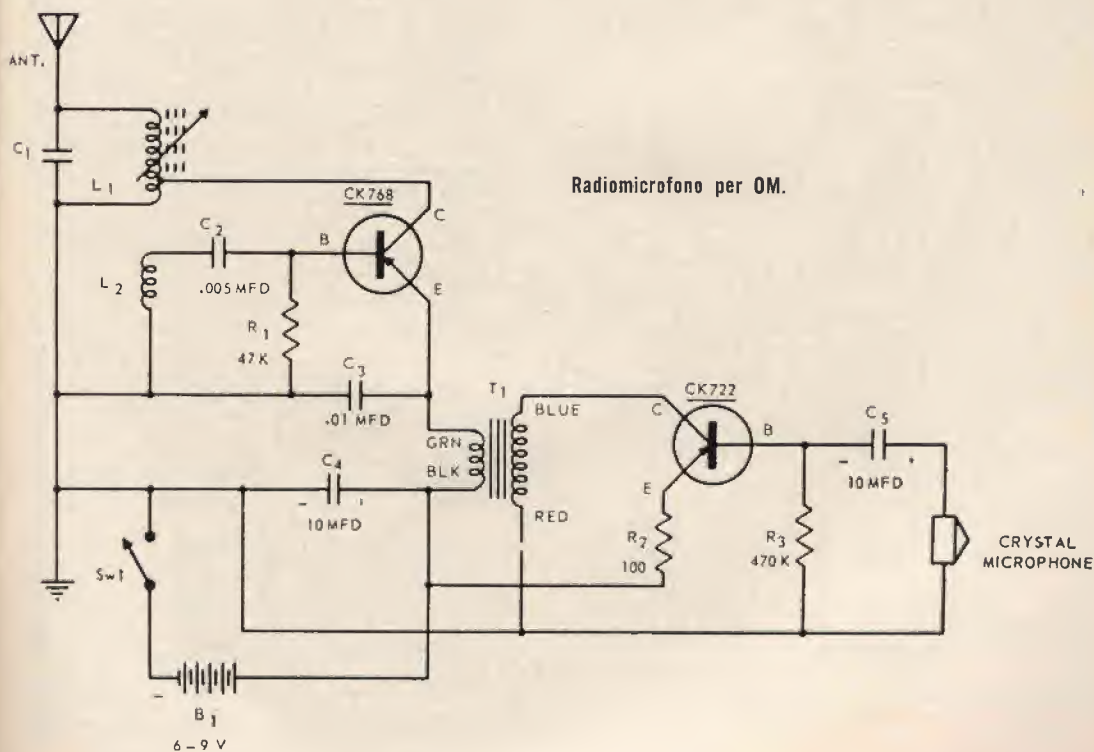 ANT.
C1
L1
Radiomicrofono per OM.
CK768
C
B
E
C2
.005 MFD
L2
R1
47K
C3
.01 MFD
T1
CK722
C
BLUE
B
C5
GRN
BLK
E
- +
10 MFD
C4
- +
10 MFD
RED
R2
100
R3
470 K
CRYSTAL
MICROPHONE
Sw1
-
B1
6-9 V